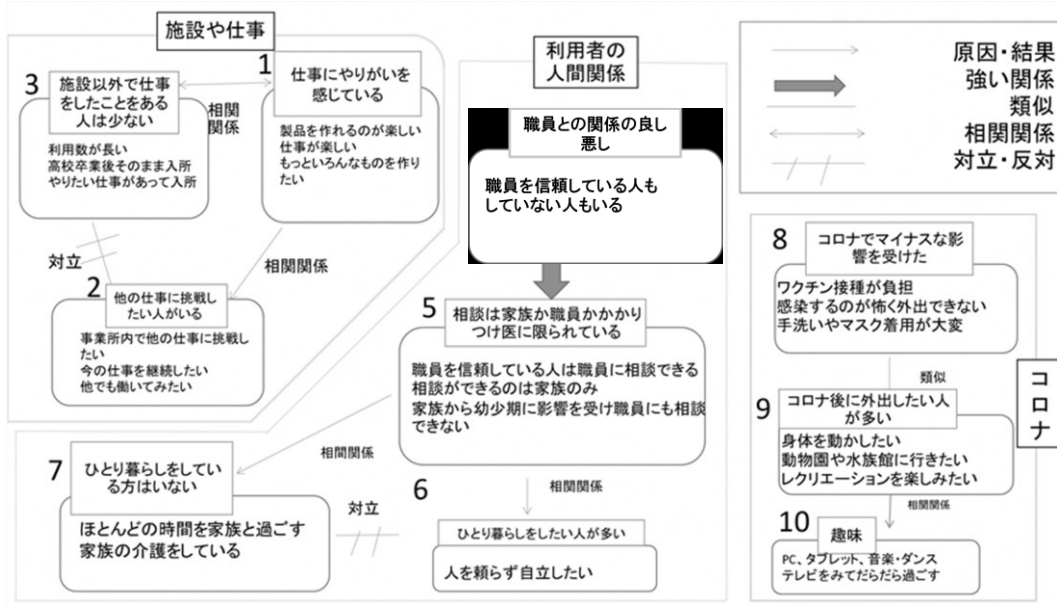 施設や仕事
3
施設以外で仕事
をしたことをある
人は少ない
利用数が長い
高校卒業後そのまま入所
やりたい仕事があって入所
相関
関係
1
仕事にやりがいを
感じている
製品を作れるのが楽しい
仕事が楽しい
もっといろんなものを作り
たい
対立
相関関係
2
他の仕事に挑戦し
たい人がいる
事業所内で他の仕事に挑戦し
たい
今の仕事を継続したい
他でも働いてみたい
利用者の
人間関係
職員との関係の良し
悪し
職員を信頼している人も
していない人もいる
5
相談は家族か職員かかかり
つけ医に限られている
職員を信頼している人は職員に相談できる
相談ができるのは家族のみ
家族から幼少期に影響を受け職員にも相談
できない
相関関係
相関関係
7
ひとり暮らしをしてい
る方はいない
ほとんどの時間を家族と過ごす
家族の介護をしている
対立
6
ひとり暮らしをしたい人が多い
人を頼らず自立したい
原因・結果
強い関係
類似
相関関係
対立・反対
8
コロナでマイナスな影
響を受けた
ワクチン接種が負担
感染するのが怖く外出できない
手洗いやマスク着用が大変
類似
コロナ
9
コロナ後に外出したい人
が多い
身体を動かしたい
動物園や水族館に行きたい
レクリエーションを楽しみたい
相関関係
10
趣味
PC、タブレット、音楽・ダンス
テレビをみてだらだら過ごす